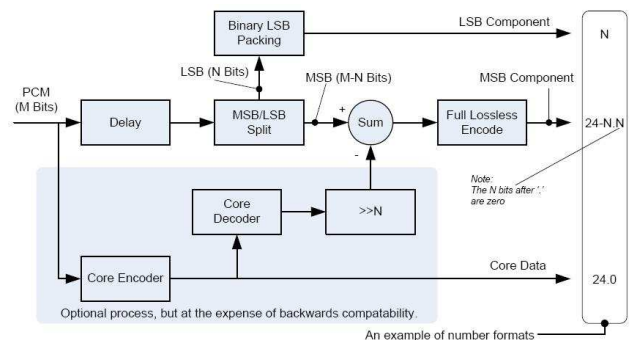 Binary LSB
Packing
LSB Component
N
LSB (N Bits)
MSB (M-N Bits)
MSB Component
PCM
(M Bits)
Delay
MSB/LSB
Split
+
Sum
-
Full Lossless
Encode
24-N.N
Note:
The N bits after '.'
are zero
Core
Decoder
>>N
Core Encoder
Core Data
24.0
Optional process, but at the expense of backwards compatability.
An example of number formats